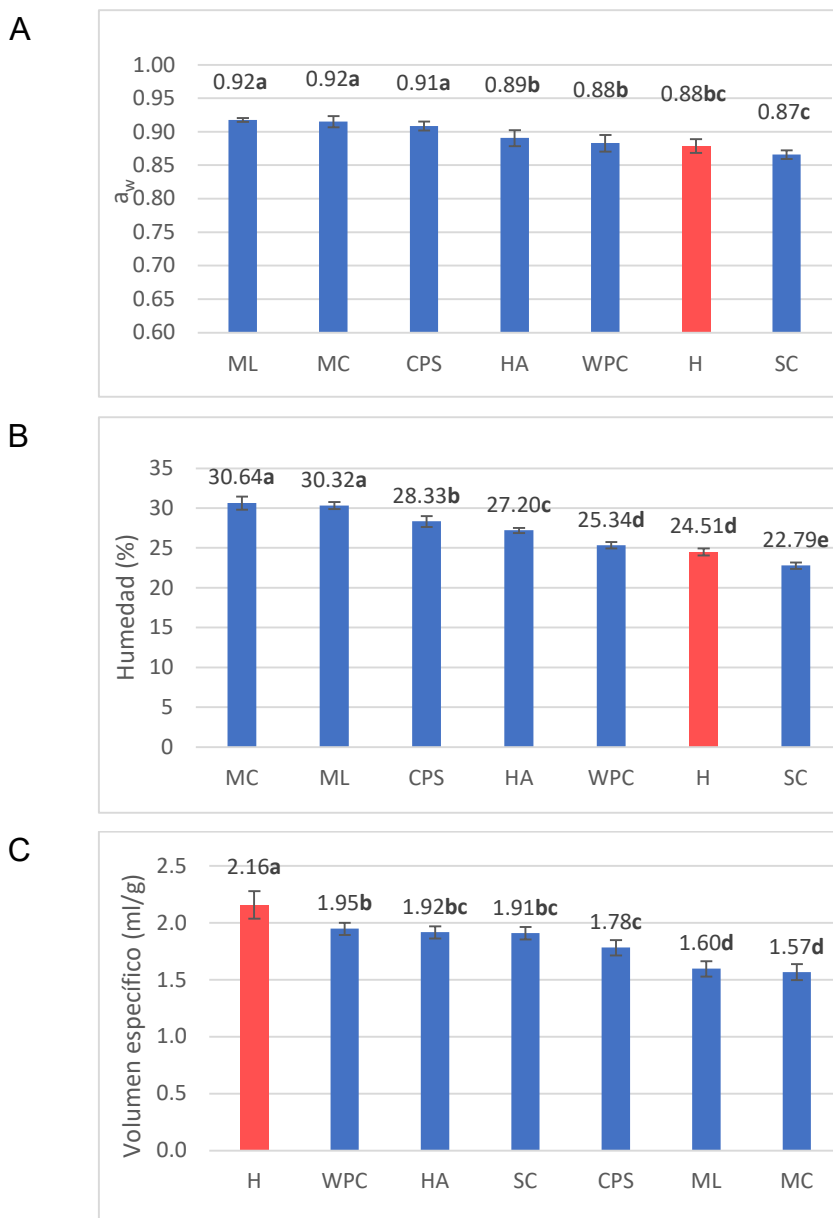 A
1.00
0.95
0.90
0.85
0.80
0.75
0.70
0.65
0.60
a_w
0.92a 0.92a 0.91a 0.89b 0.88b 0.88bc 0.87c
ML MC CPS HA WPC H SC
B
35
30
25
20
15
10
5
0
Humedad (%)
30.64a 30.32a 28.33b 27.20c 25.34d 24.51d 22.79e
MC ML CPS HA WPC H SC
C
2.5
2.0
1.5
1.0
0.5
0.0
Volumen específico (ml/g)
2.16a 1.95b 1.92bc 1.91bc 1.78c 1.60d 1.57d
H WPC HA SC CPS ML MC